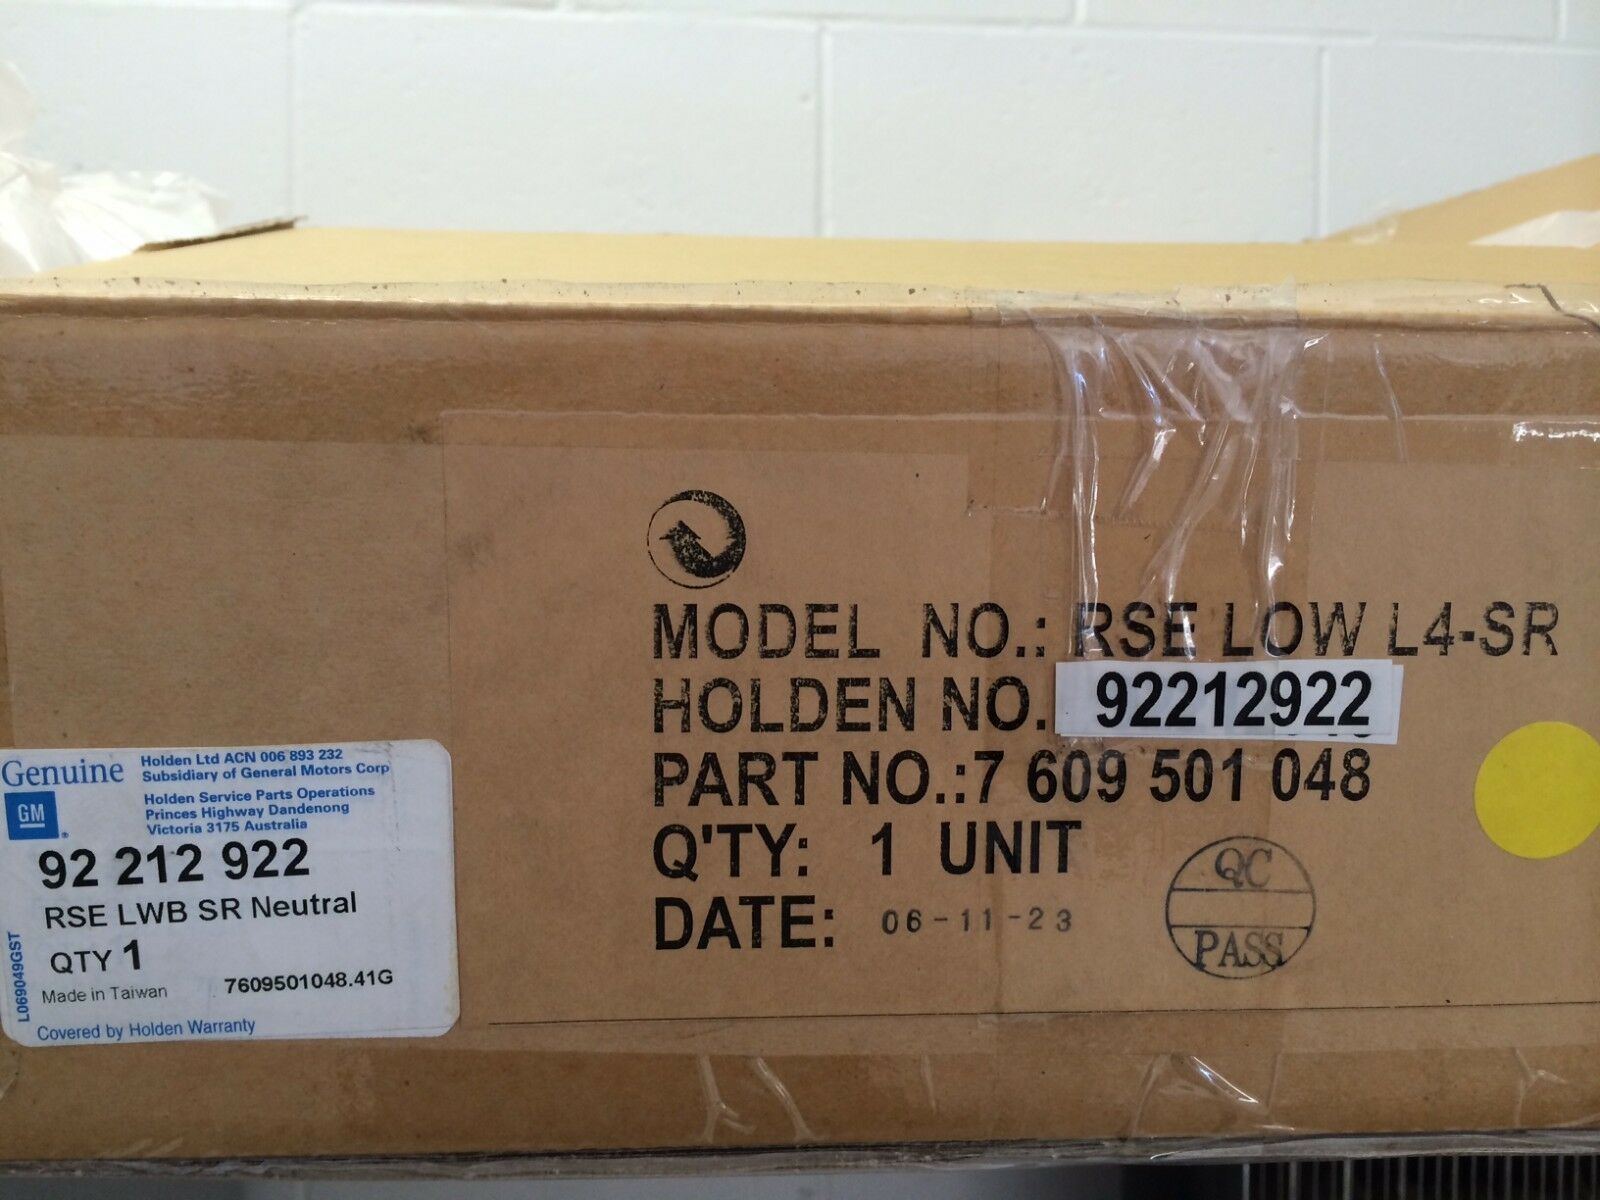 MODEL NO.: RSE LOW L4-SR
HOLDEN NO. 92212922
PART NO.:7 609 501 048
Q'TY: 1 UNIT
DATE: 06-11-23
QC
PASS
Genuine
GM
Holden Ltd ACN 006 893 232
Subsidiary of General Motors Corp
Holden Service Parts Operations
Princes Highway Dandenong
Victoria 3175 Australia
92 212 922
RSE LWB SR Neutral
QTY 1
Made in Taiwan 7609501048.41G
Covered by Holden Warranty
L069049GST